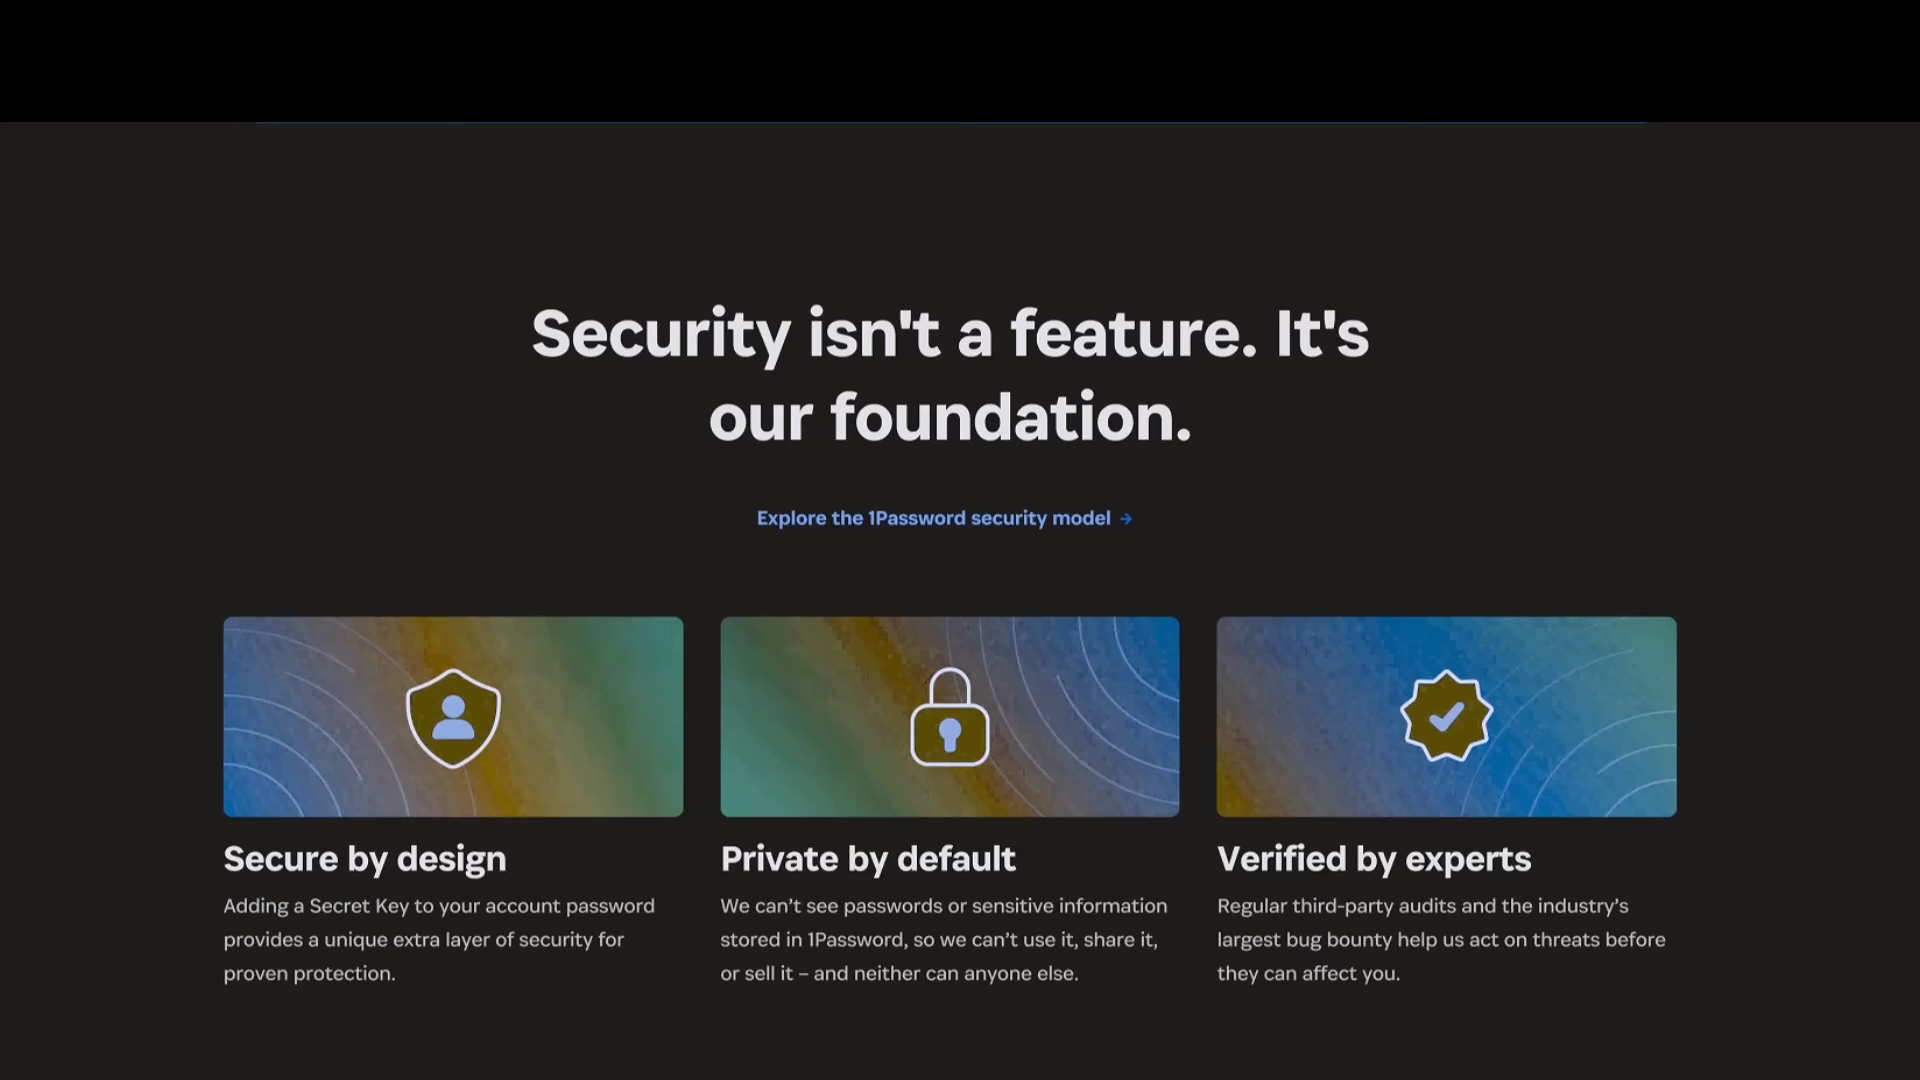 Security isn't a feature. It's
our foundation.
Explore the 1Password security model →
Secure by design
Adding a Secret Key to your account password
provides a unique extra layer of security for
proven protection.
Private by default
We can’t see passwords or sensitive information
stored in 1Password, so we can’t use it, share it,
or sell it – and neither can anyone else.
Verified by experts
Regular third-party audits and the industry’s
largest bug bounty help us act on threats before
they can affect you.